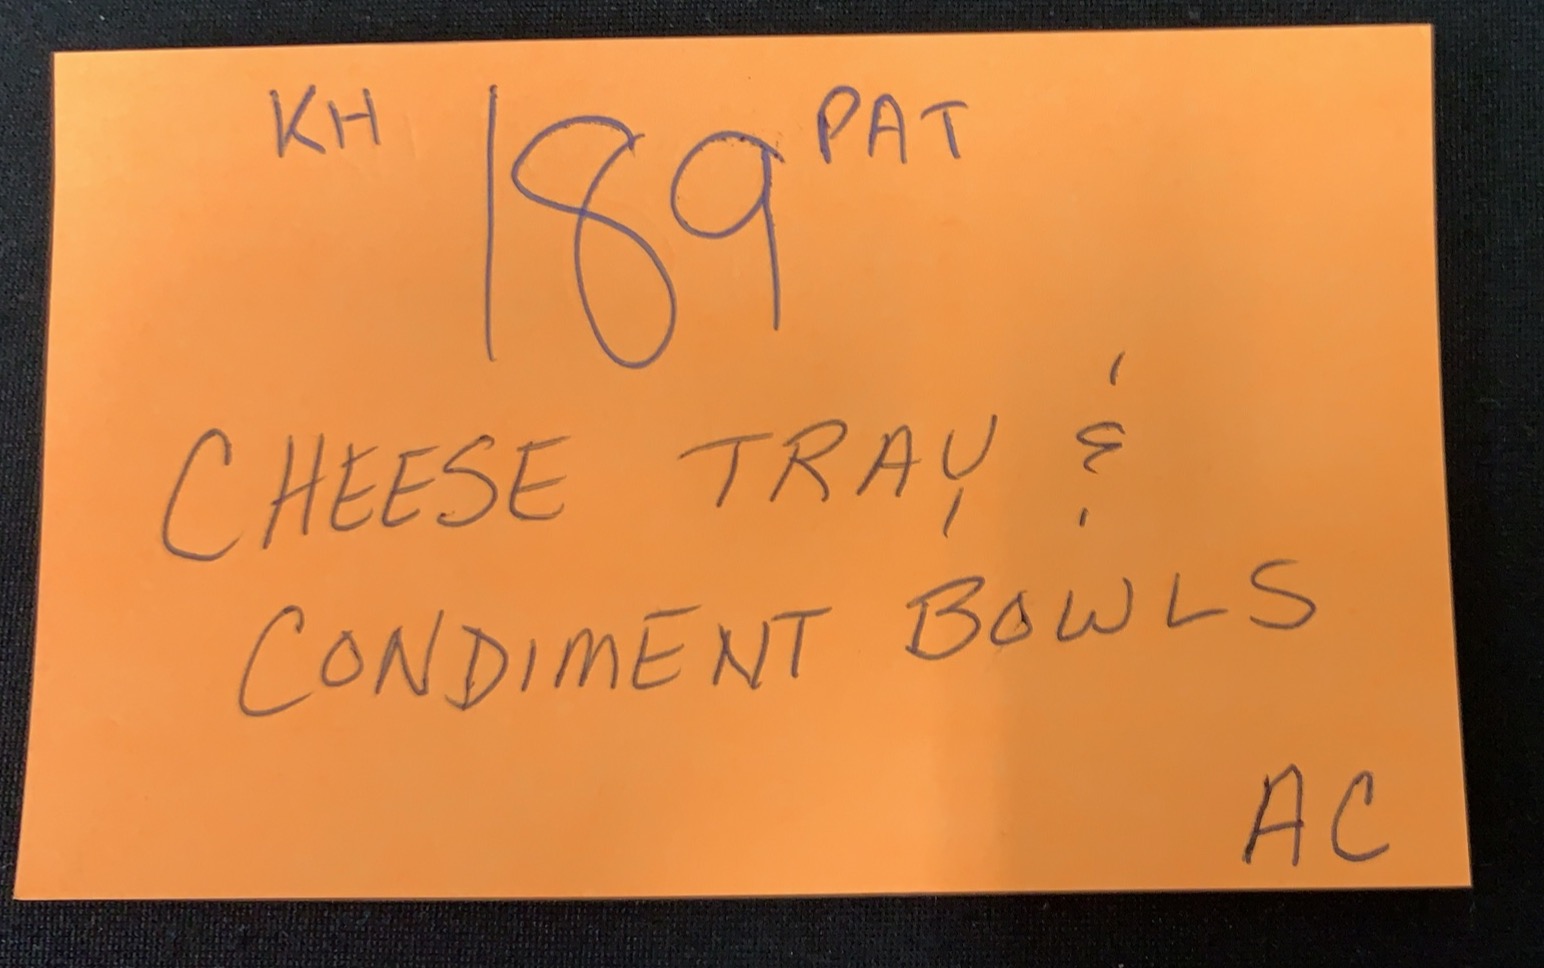 KH 189 PAT
CHEESE TRAY &
CONDIMENT BOWLS
AC